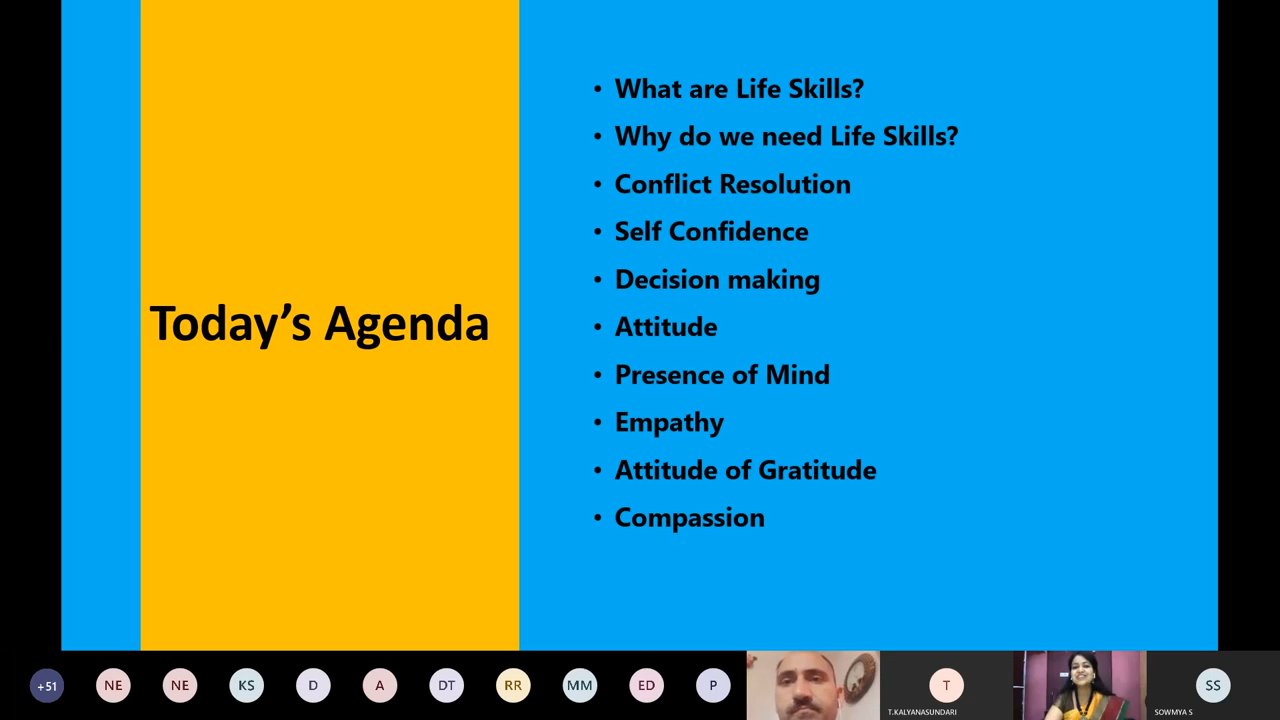 Today's Agenda
• What are Life Skills?
• Why do we need Life Skills?
• Conflict Resolution
• Self Confidence
• Decision making
• Attitude
• Presence of Mind
• Empathy
• Attitude of Gratitude
• Compassion
+51 NE NE KS D A DT RR MM ED P T SS
T.KALYANASUNDARI SOWMYA S